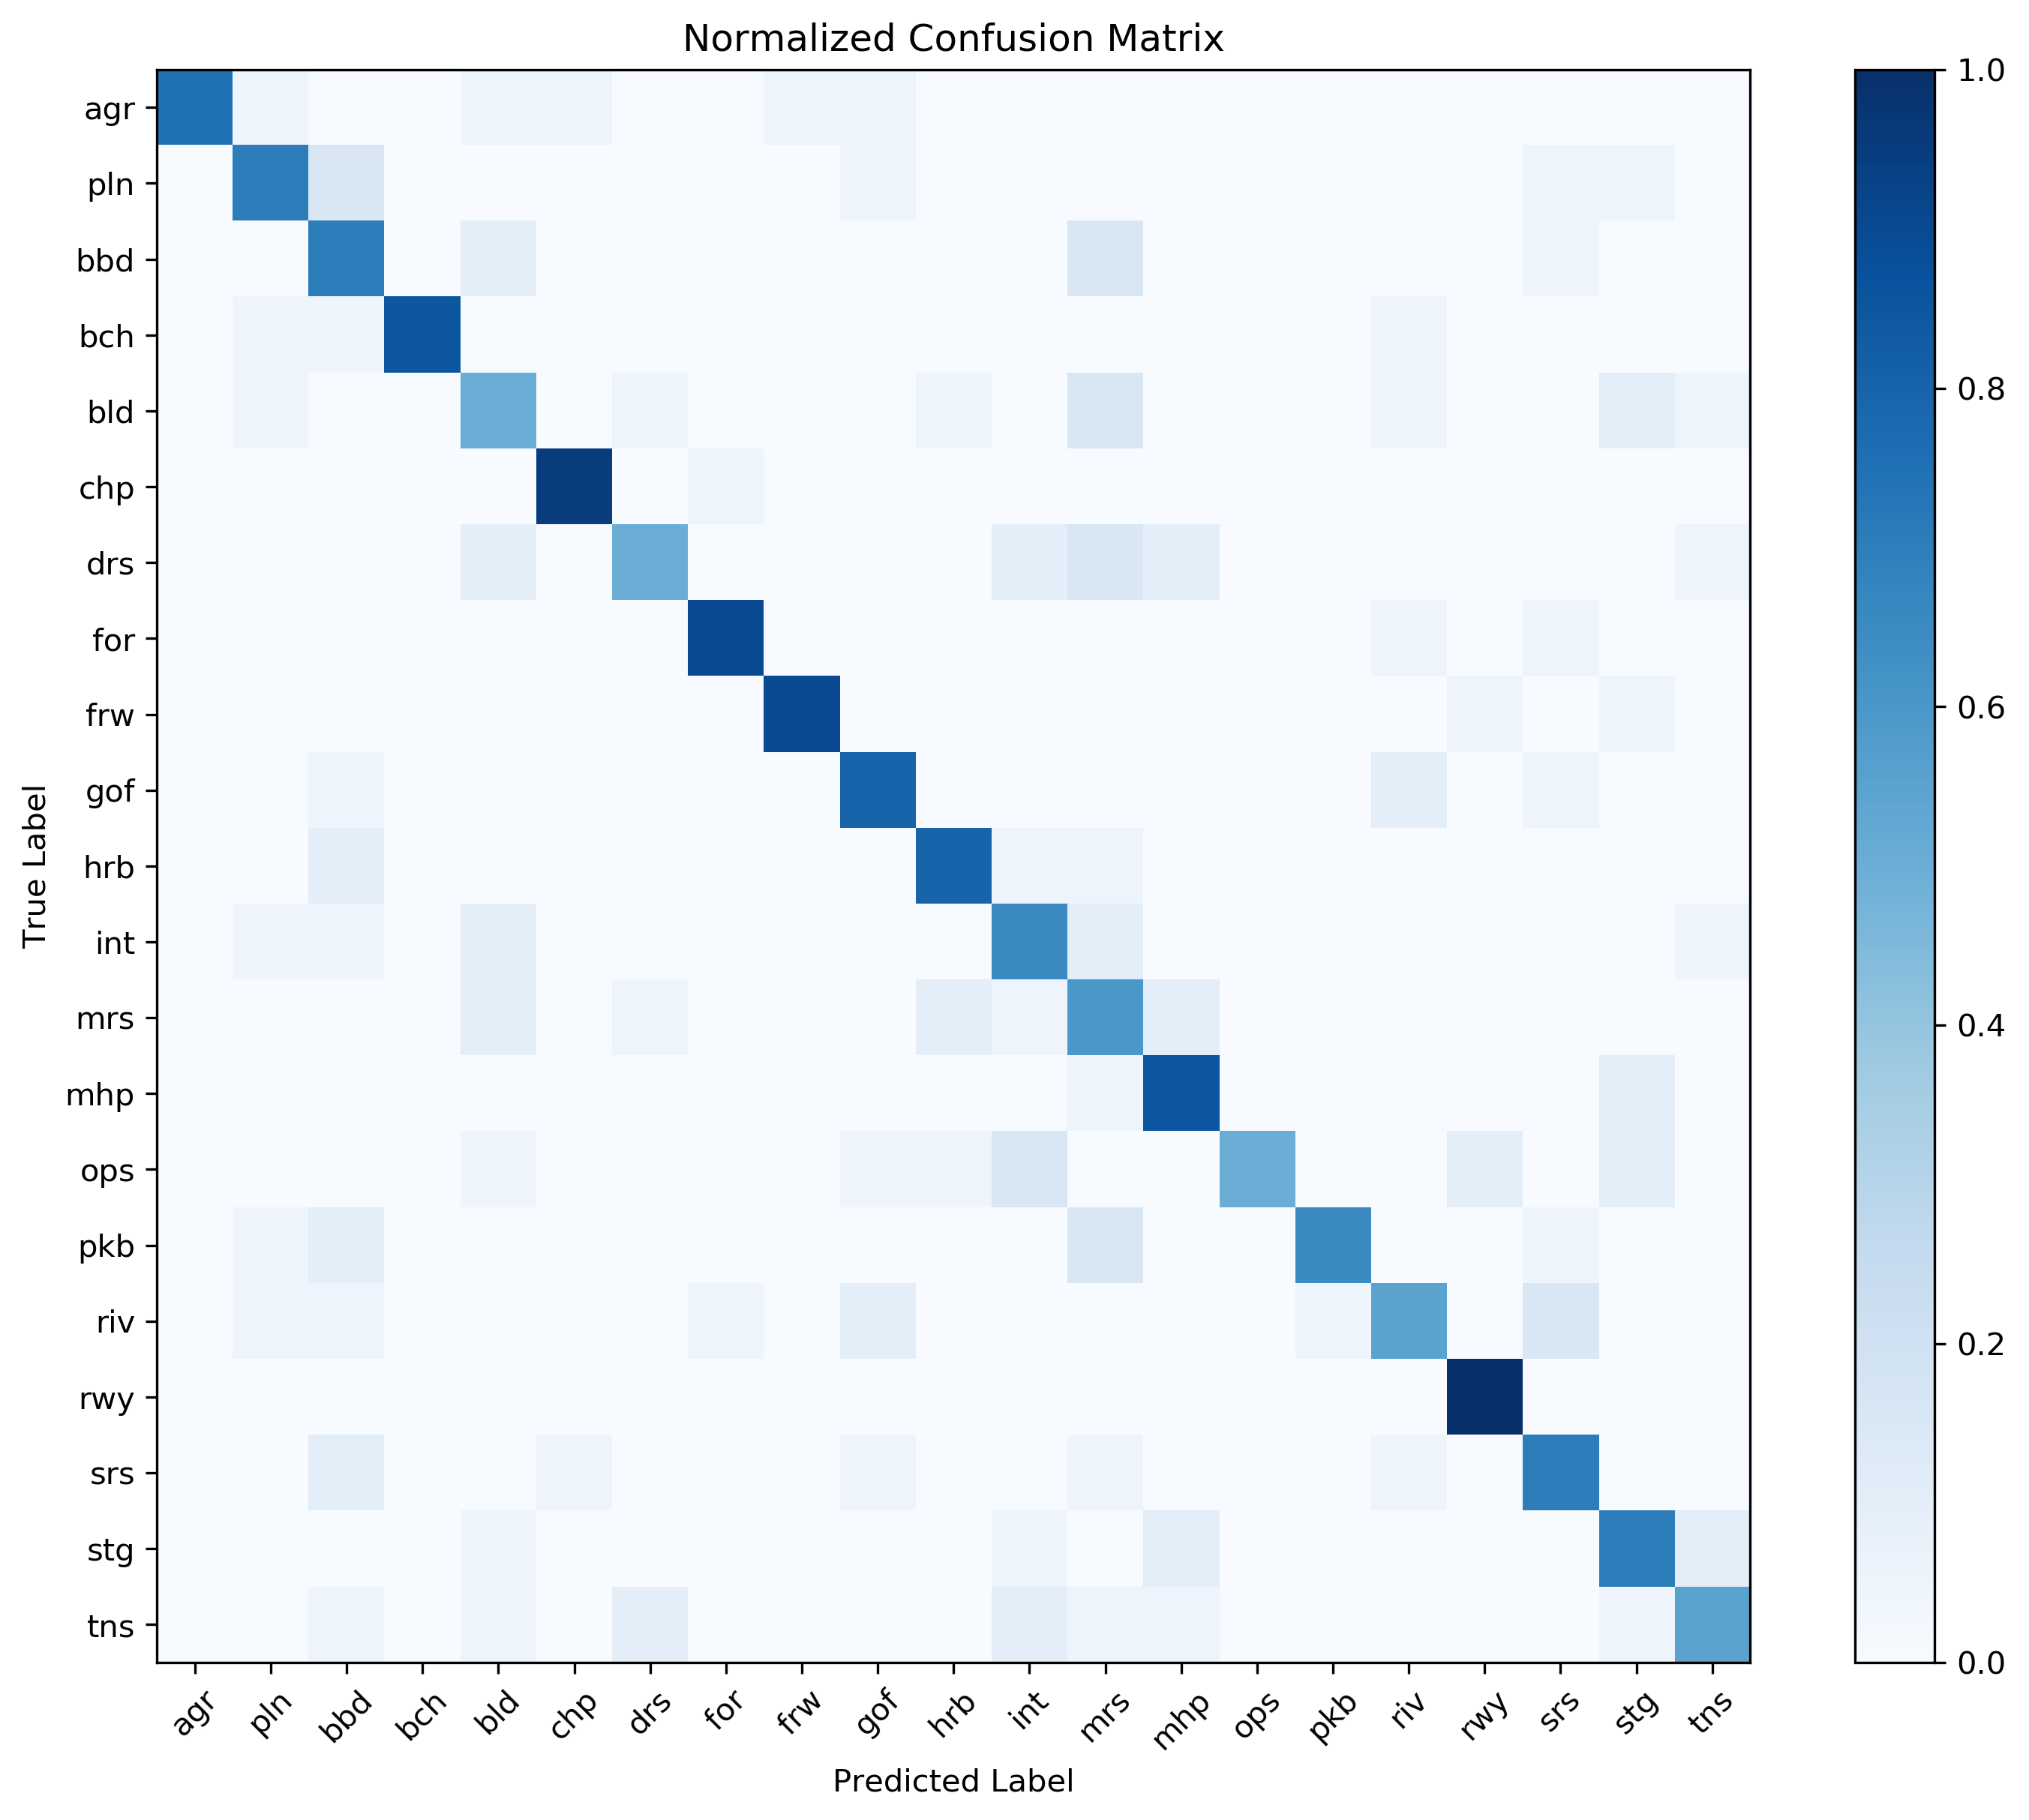 Normalized Confusion Matrix
True Label
agr
pln
bbd
bch
bld
chp
drs
for
frw
gof
hrb
int
mrs
mhp
ops
pkb
riv
rwy
srs
stg
tns
agr pln bbd bch bld chp drs for frw gof hrb int mrs mhp ops pkb riv rwy srs stg tns
Predicted Label
1.0
0.8
0.6
0.4
0.2
0.0